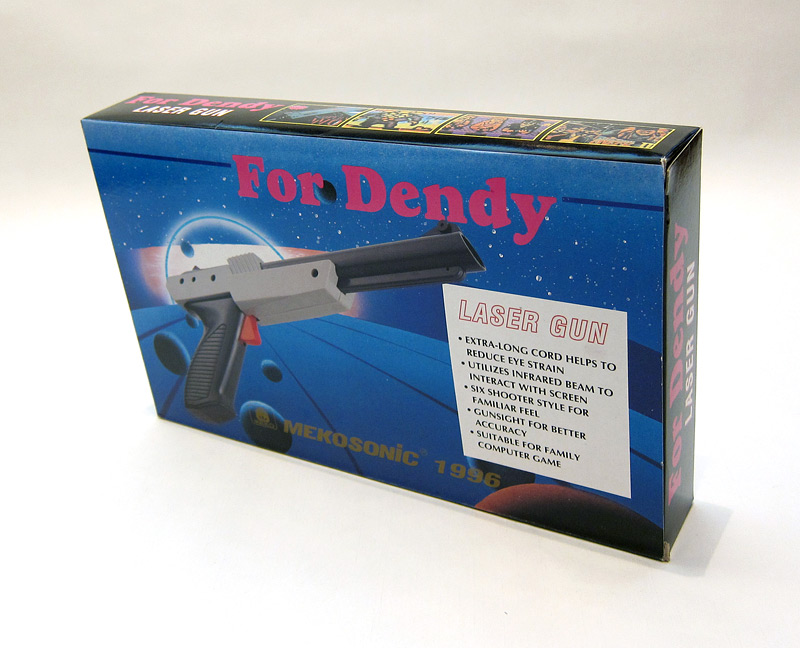 For Dendy
LASER GUN
For Dendy
LASER GUN
• EXTRA-LONG CORD HELPS TO
REDUCE EYE STRAIN
• UTILIZES INFRARED BEAM TO
INTERACT WITH SCREEN
• SIX SHOOTER STYLE FOR
FAMILIAR FEEL
• GUNSIGHT FOR BETTER
ACCURACY
• SUITABLE FOR FAMILY
COMPUTER GAME
MEKOSONiC® 1996
For Dendy
LASER GUN